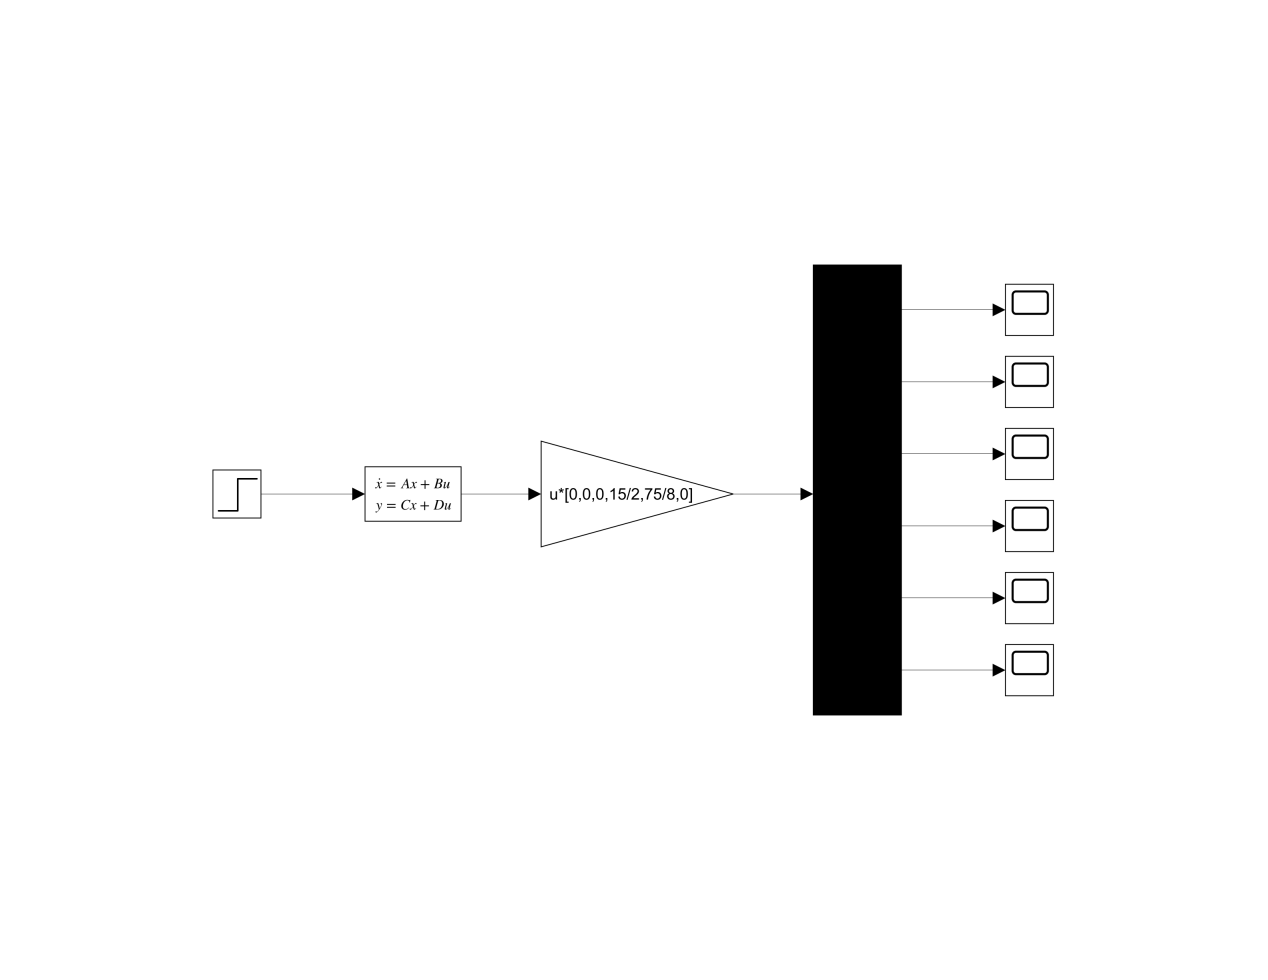 ẋ = Ax + Bu
y = Cx + Du
u*[0,0,0,15/2,75/8,0]